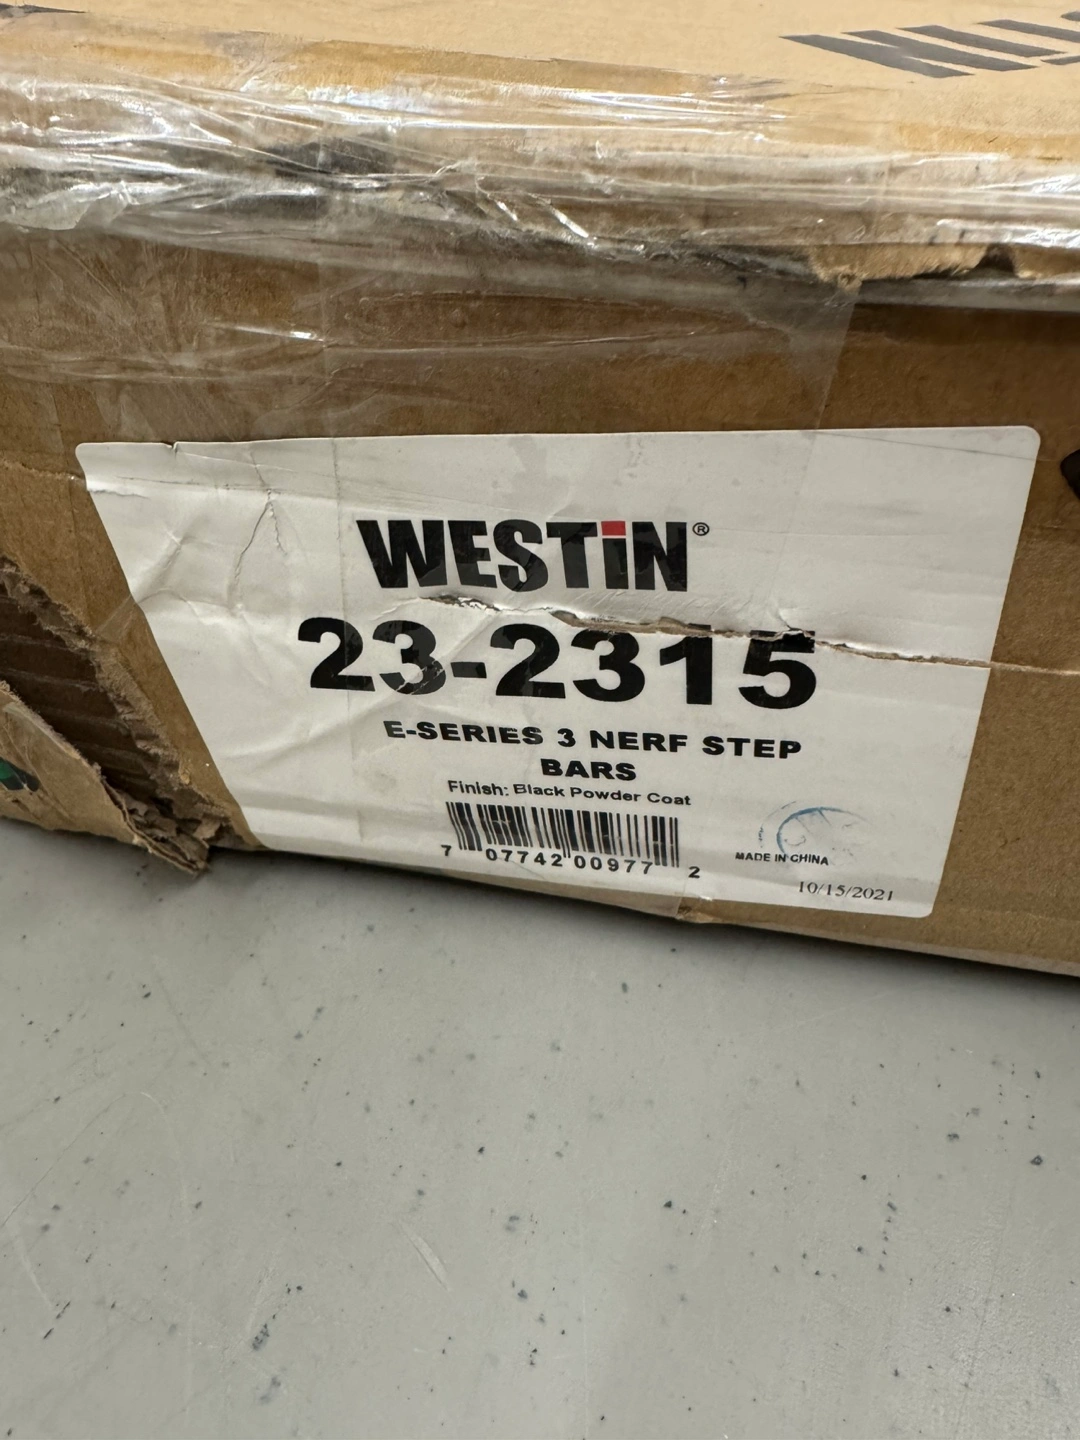 WESTiN®
23-2315
E-SERIES 3 NERF STEP
BARS
Finish: Black Powder Coat
7 07742 00977 2
MADE IN CHINA
10/15/2021